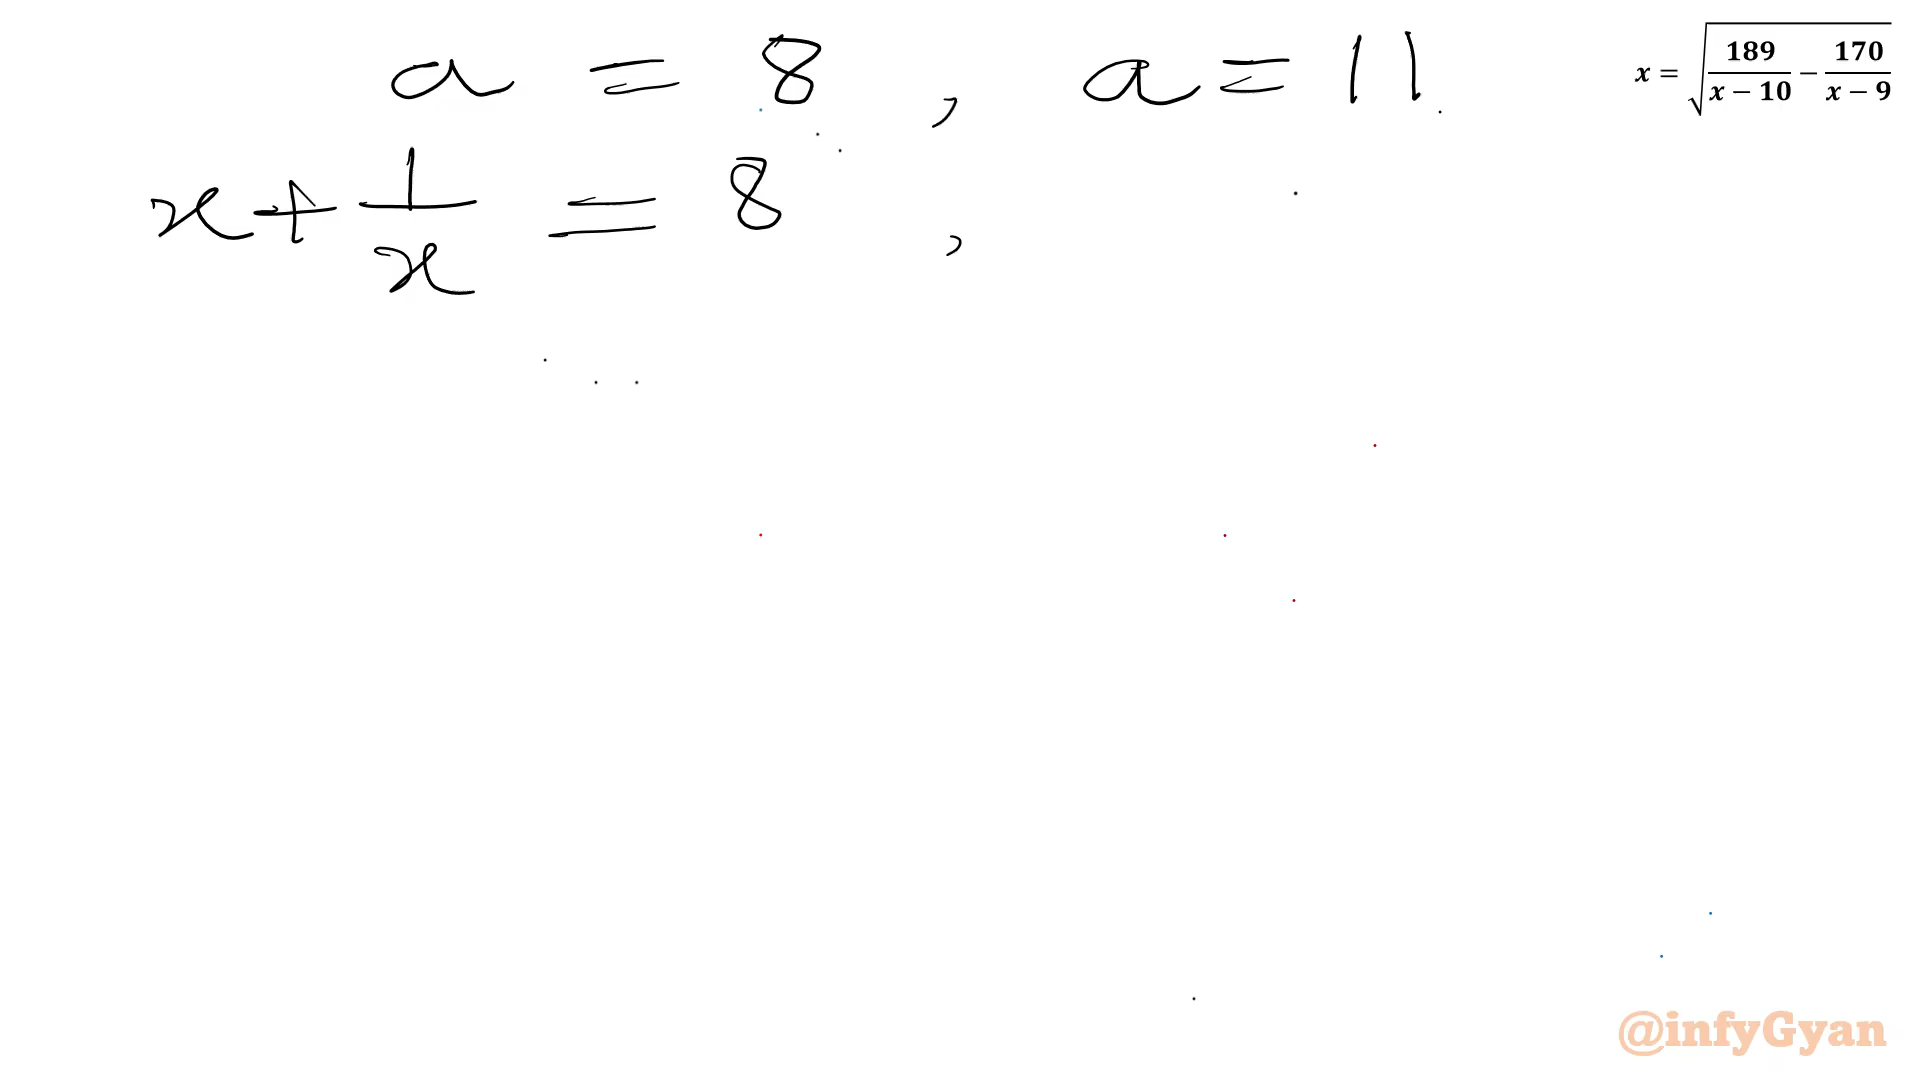 a = 8 , a = 11
x = √(189/(x − 10) − 170/(x − 9))
x + 1/x = 8 ,
@infyGyan